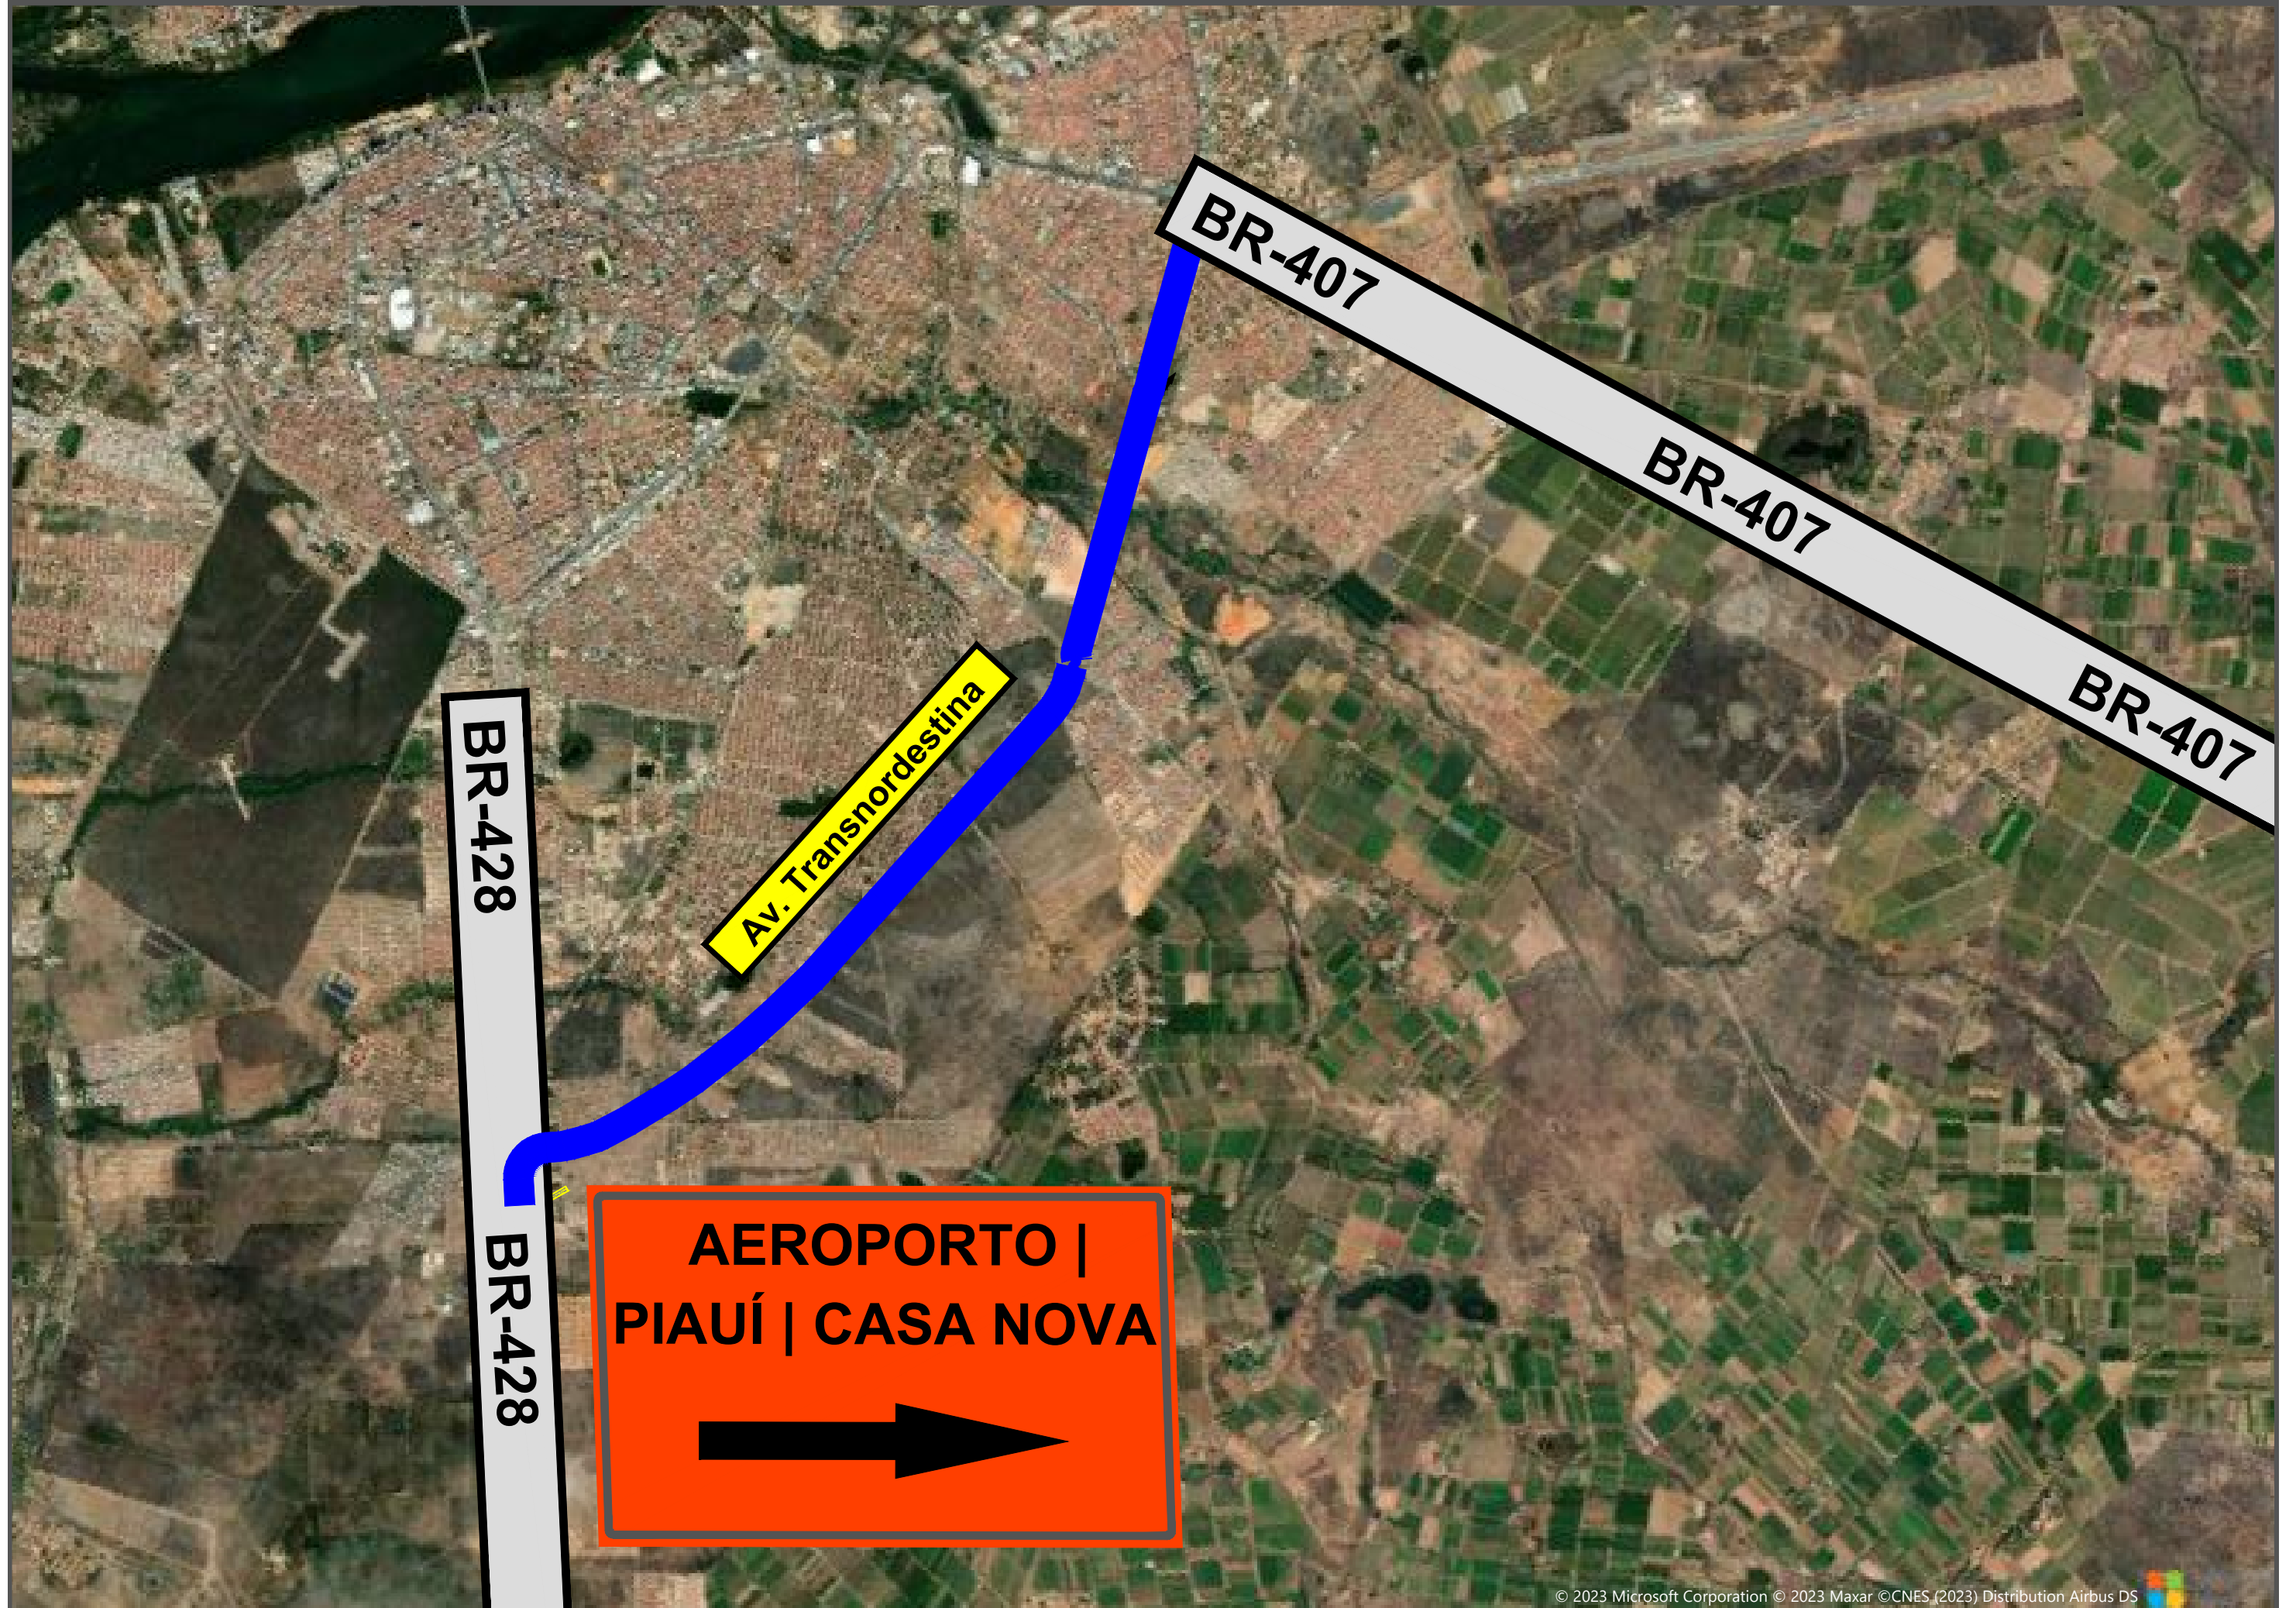 BR-407
BR-407
BR-407
Av. Transnordestina
BR-428
BR-428
AEROPORTO |
PIAUÍ | CASA NOVA
© 2023 Microsoft Corporation © 2023 Maxar ©CNES (2023) Distribution Airbus DS